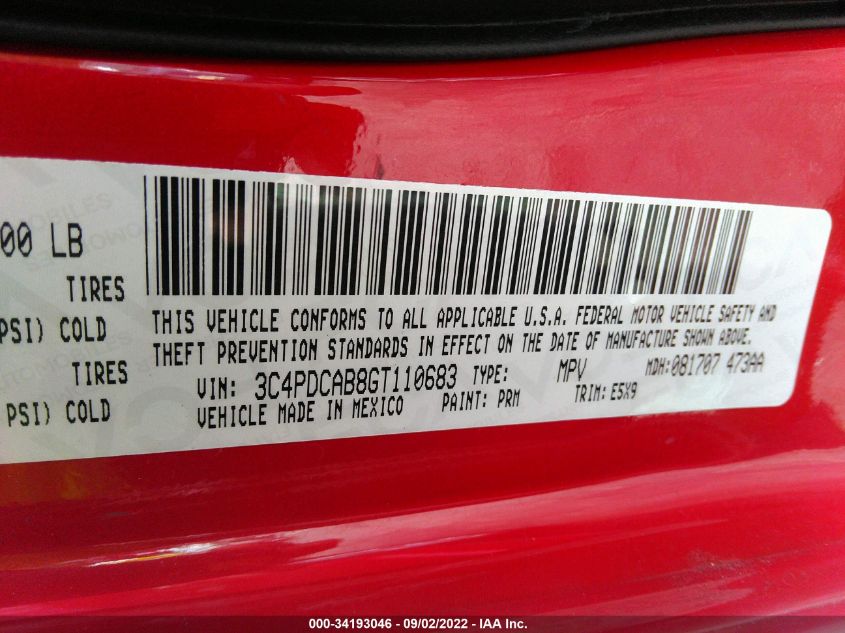 00 LB
TIRES
PSI) COLD
TIRES
PSI) COLD
THIS VEHICLE CONFORMS TO ALL APPLICABLE U.S.A. FEDERAL MOTOR VEHICLE SAFETY AND
THEFT PREVENTION STANDARDS IN EFFECT ON THE DATE OF MANUFACTURE SHOWN ABOVE.
VIN: 3C4PDCAB8GT110683 TYPE: MPV MDH:081707 473AA
VEHICLE MADE IN MEXICO PAINT: PRM TRIM: E5X9
000-34193046 - 09/02/2022 - IAA Inc.